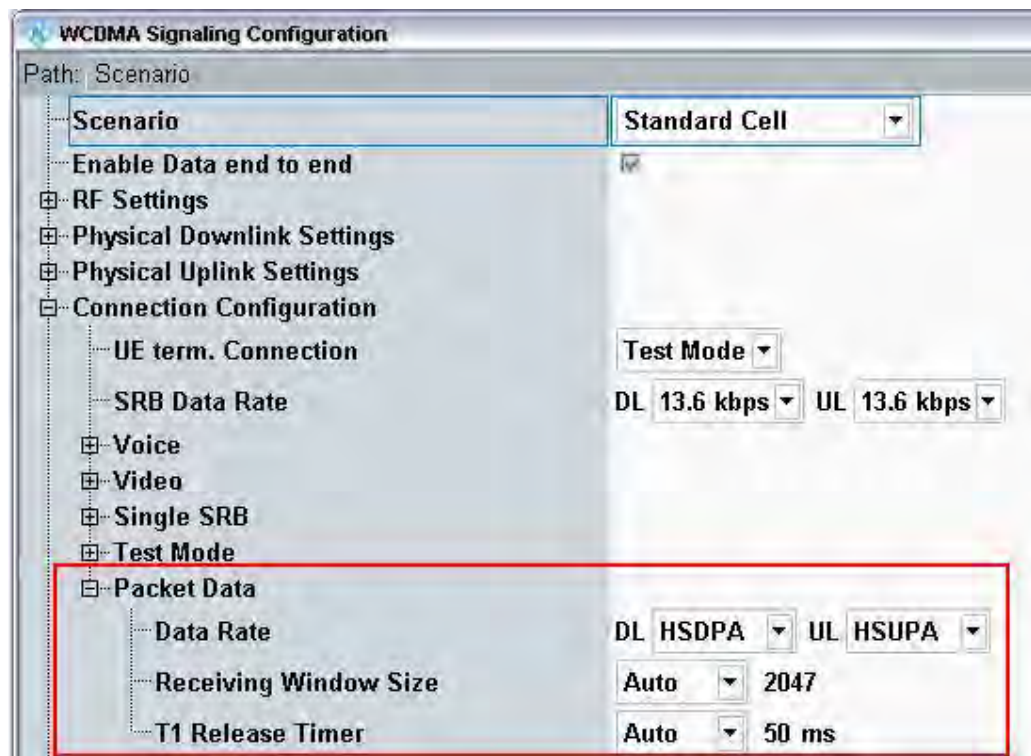 WCDMA Signaling Configuration
Path: Scenario
Scenario Standard Cell
Enable Data end to end
RF Settings
Physical Downlink Settings
Physical Uplink Settings
Connection Configuration
UE term. Connection Test Mode
SRB Data Rate DL 13.6 kbps UL 13.6 kbps
Voice
Video
Single SRB
Test Mode
Packet Data
Data Rate DL HSDPA UL HSUPA
Receiving Window Size Auto 2047
T1 Release Timer Auto 50 ms